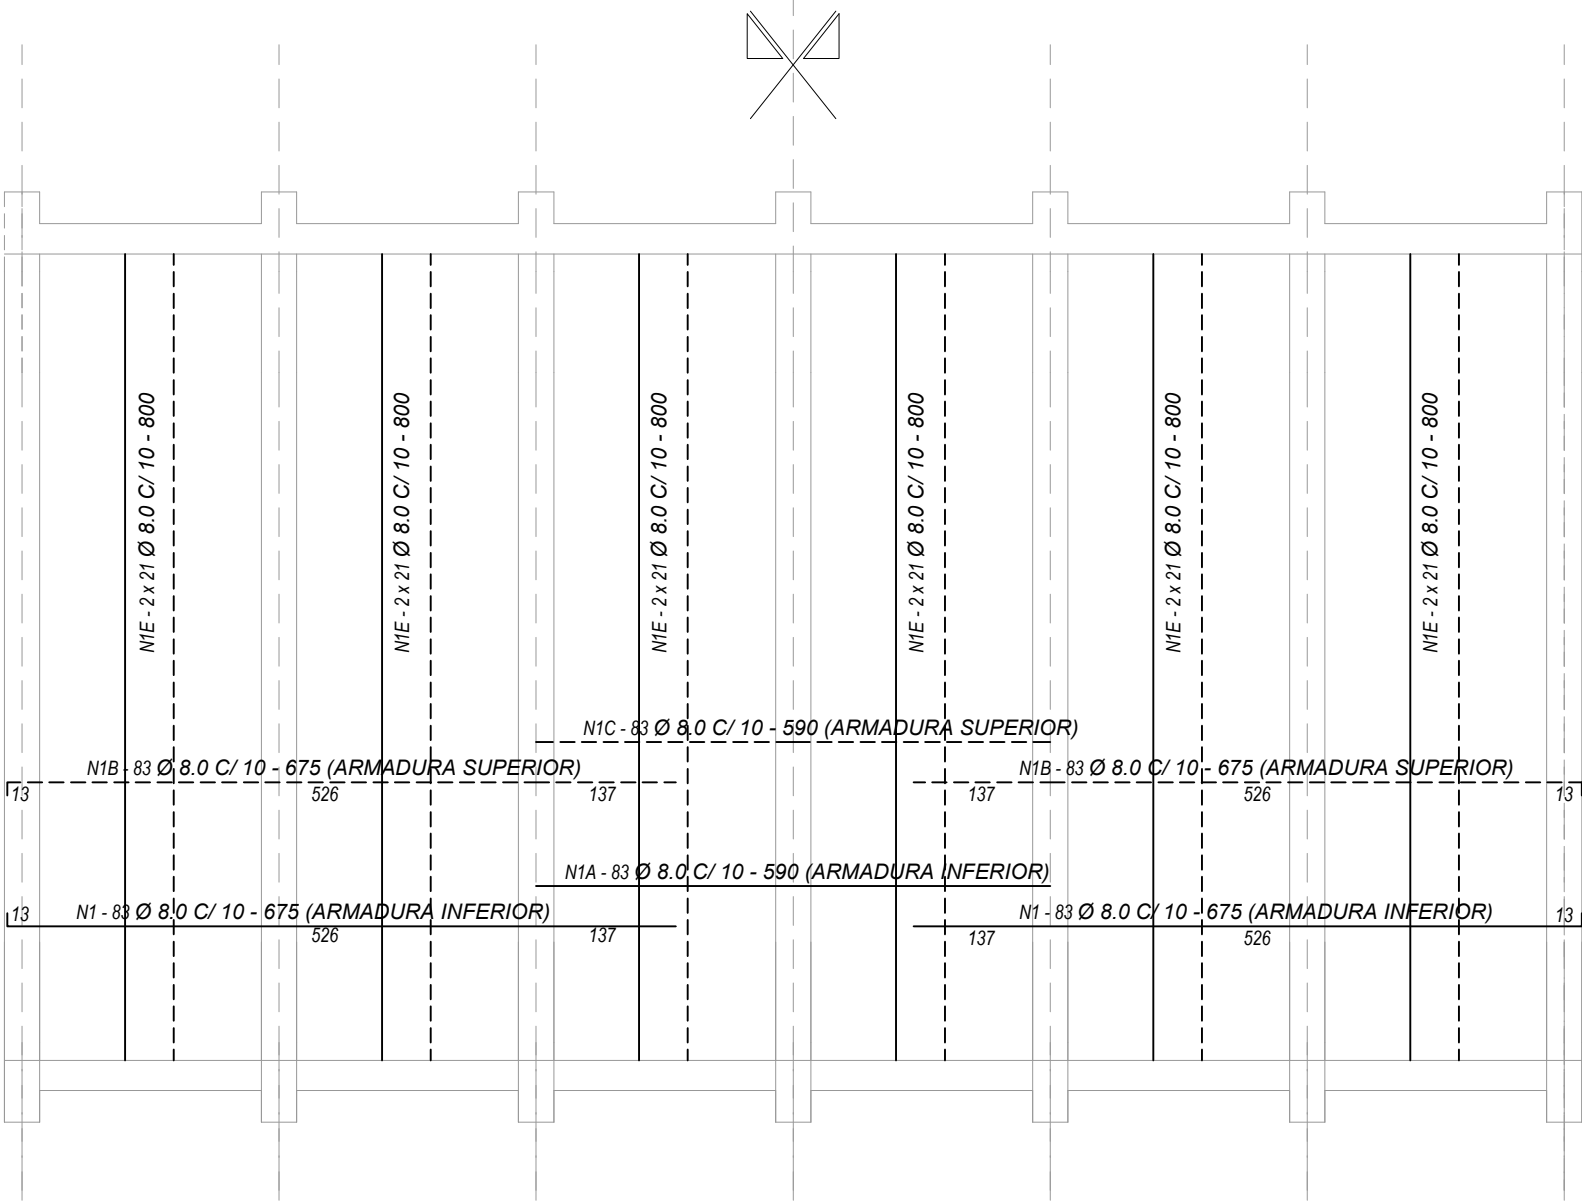 N1E - 2 x 21 Ø 8.0 C/ 10 - 800
N1E - 2 x 21 Ø 8.0 C/ 10 - 800
N1E - 2 x 21 Ø 8.0 C/ 10 - 800
N1E - 2 x 21 Ø 8.0 C/ 10 - 800
N1E - 2 x 21 Ø 8.0 C/ 10 - 800
N1E - 2 x 21 Ø 8.0 C/ 10 - 800
N1C - 83 Ø 8.0 C/ 10 - 590 (ARMADURA SUPERIOR)
N1B - 83 Ø 8.0 C/ 10 - 675 (ARMADURA SUPERIOR)
N1B - 83 Ø 8.0 C/ 10 - 675 (ARMADURA SUPERIOR)
13
526
137
137
526
13
N1A - 83 Ø 8.0 C/ 10 - 590 (ARMADURA INFERIOR)
13
N1 - 83 Ø 8.0 C/ 10 - 675 (ARMADURA INFERIOR)
N1 - 83 Ø 8.0 C/ 10 - 675 (ARMADURA INFERIOR)
13
526
137
137
526